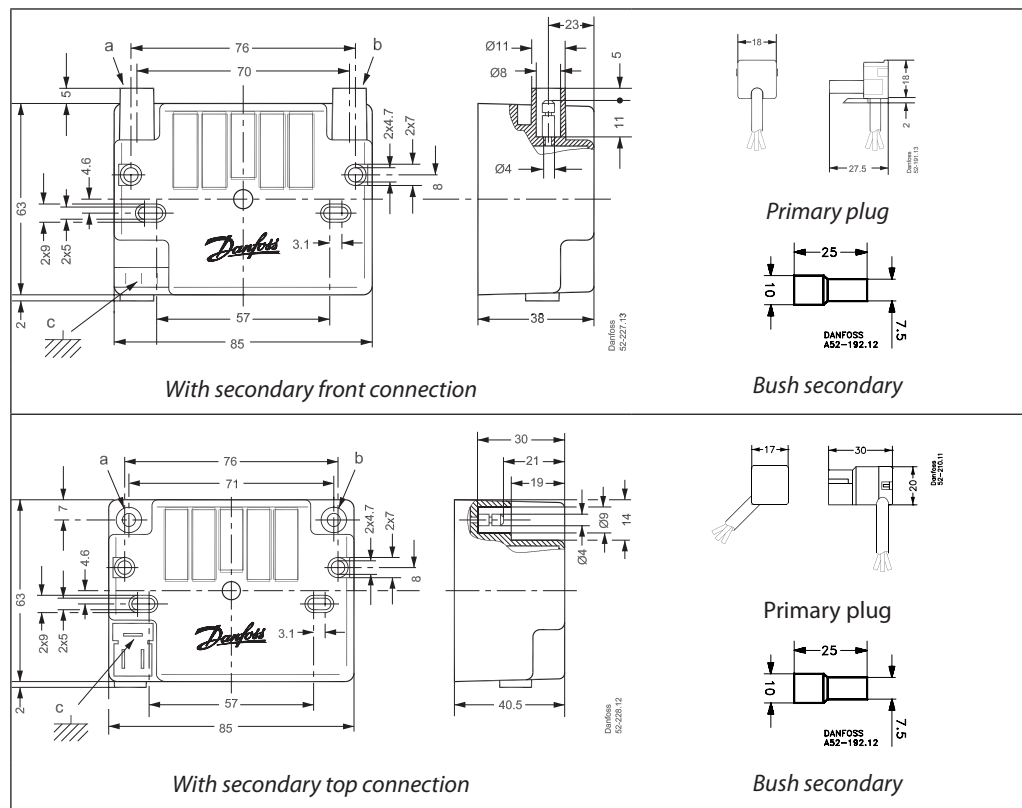 76
23
a
b
Ø11
5
18
70
Ø8
5
18
2x4.7
2x7
11
2
4.6
Ø4
8
27.5
Danfoss
52-191.13
63
Primary plug
2x9
2x5
Danfoss
3.1
25
10
7.5
2
c
57
38
85
Danfoss
52-227.13
DANFOSS
A52-192.12
With secondary front connection
Bush secondary
30
a
76
b
21
17
30
71
19
Danfoss
52-210.11
7
20
2x4.7
2x7
Ø4
Ø9
14
4.6
8
63
2x9
2x5
Danfoss
3.1
Primary plug
25
10
7.5
2
c
57
40.5
85
Danfoss
52-228.12
DANFOSS
A52-192.12
With secondary top connection
Bush secondary